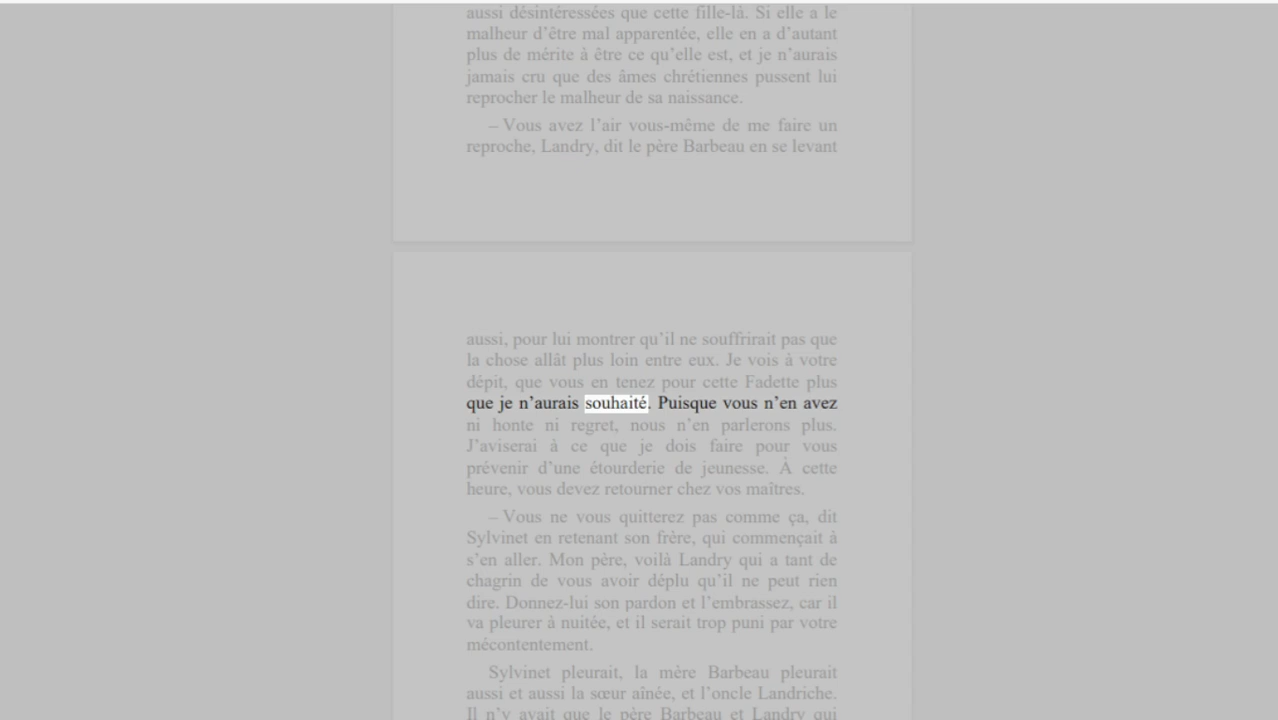 aussi désintéressées que cette fille-là. Si elle a le
malheur d'être mal apparentée, elle en a d'autant
plus de mérite à être ce qu'elle est, et je n'aurais
jamais cru que des âmes chrétiennes pussent lui
reprocher le malheur de sa naissance.
– Vous avez l'air vous-même de me faire un
reproche, Landry, dit le père Barbeau en se levant
aussi, pour lui montrer qu'il ne souffrirait pas que
la chose allât plus loin entre eux. Je vois à votre
dépit, que vous en tenez pour cette Fadette plus
que je n'aurais souhaité. Puisque vous n'en avez
ni honte ni regret, nous n'en parlerons plus.
J'aviserai à ce que je dois faire pour vous
prévenir d'une étourderie de jeunesse. À cette
heure, vous devez retourner chez vos maîtres.
– Vous ne vous quitterez pas comme ça, dit
Sylvinet en retenant son frère, qui commençait à
s'en aller. Mon père, voilà Landry qui a tant de
chagrin de vous avoir déplu qu'il ne peut rien
dire. Donnez-lui son pardon et l'embrassez, car il
va pleurer à nuitée, et il serait trop puni par votre
mécontentement.
Sylvinet pleurait, la mère Barbeau pleurait
aussi et aussi la sœur aînée, et l'oncle Landriche.
Il n'y avait que le père Barbeau et Landry qui